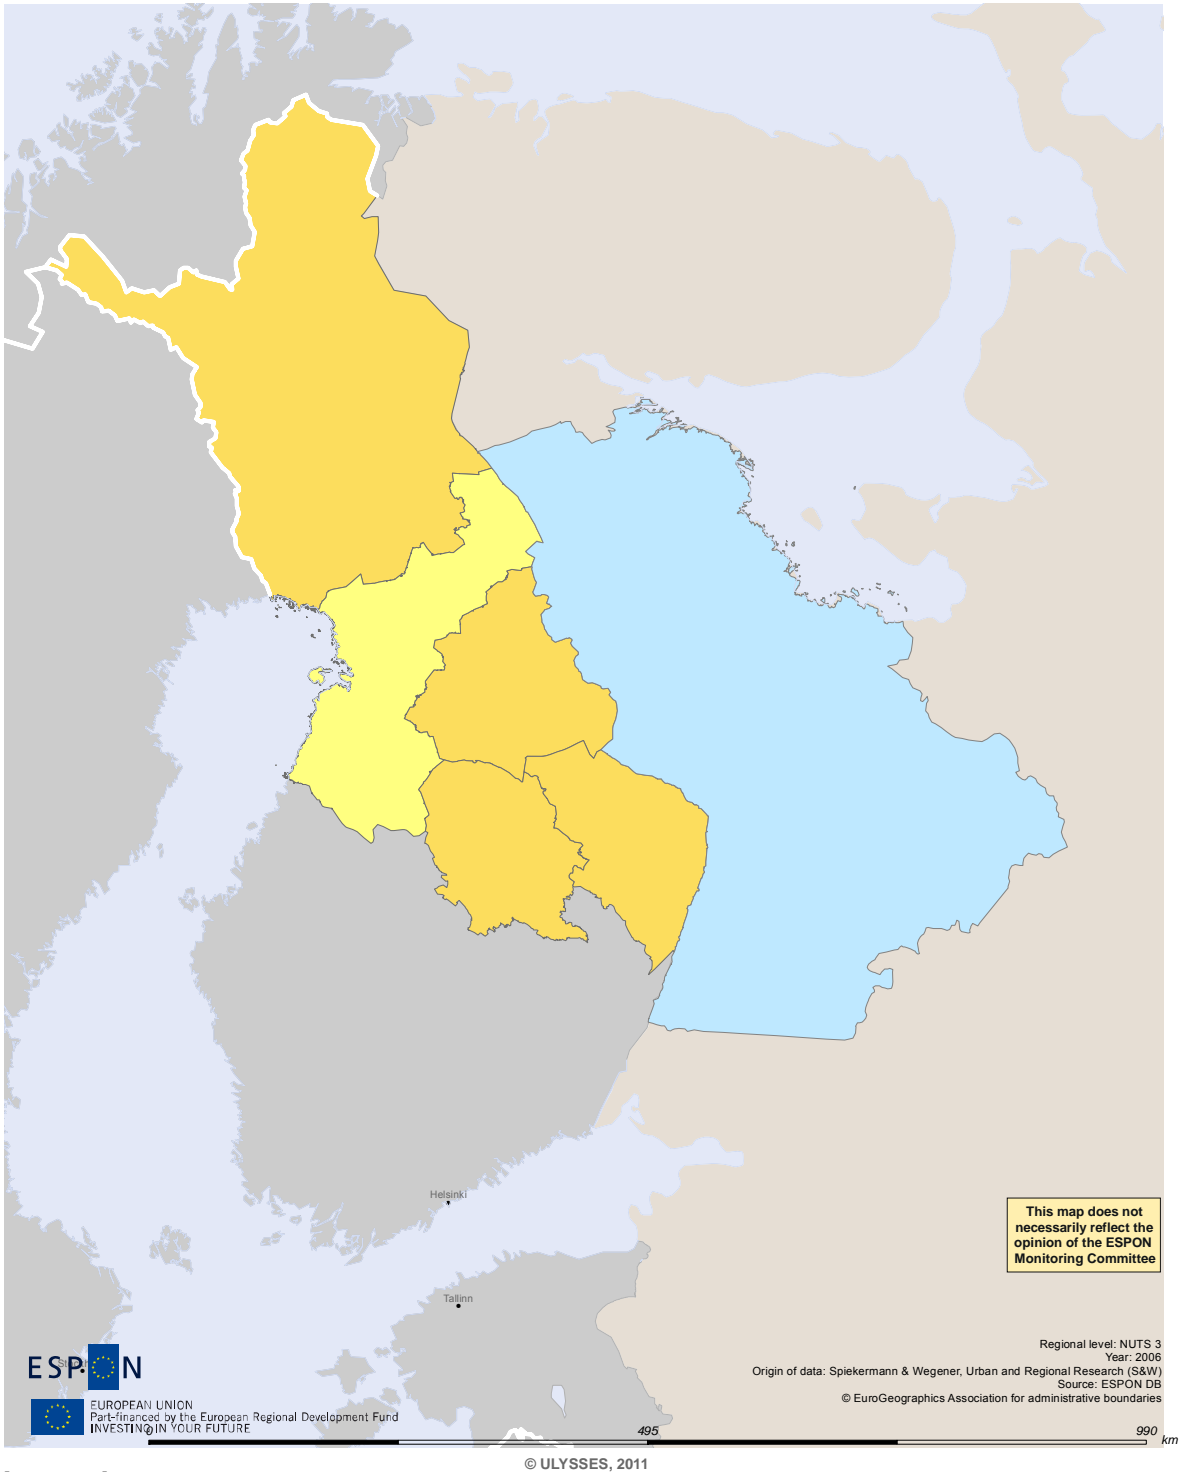 Helsinki
This map does not
necessarily reflect the
opinion of the ESPON
Monitoring Committee
Tallinn
Regional level: NUTS 3
Year: 2006
Origin of data: Spiekermann & Wegener, Urban and Regional Research (S&W)
Source: ESPON DB
© EuroGeographics Association for administrative boundaries
ESPON
EUROPEAN UNION
Part-financed by the European Regional Development Fund
INVESTING IN YOUR FUTURE
0 495 990 km
© ULYSSES, 2011